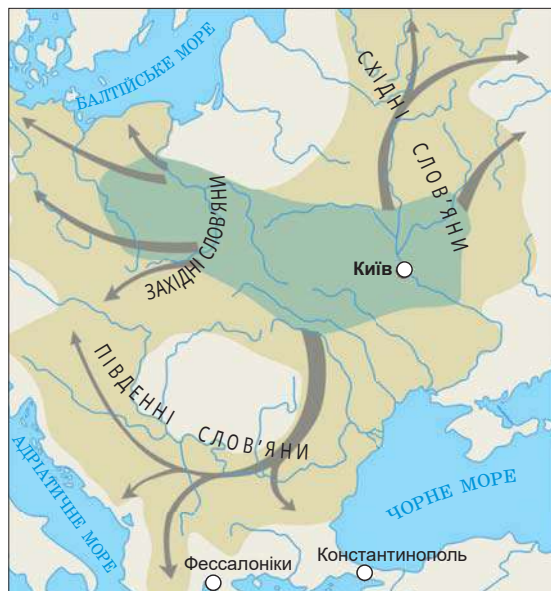 БАЛТІЙСЬКЕ МОРЕ
СХІДНІ
СЛОВ’ЯНИ
ЗАХІДНІ СЛОВ’ЯНИ
Київ
ПІВДЕННІ СЛОВ’ЯНИ
АДРІАТИЧНЕ МОРЕ
ЧОРНЕ МОРЕ
Фессалоніки
Константинополь